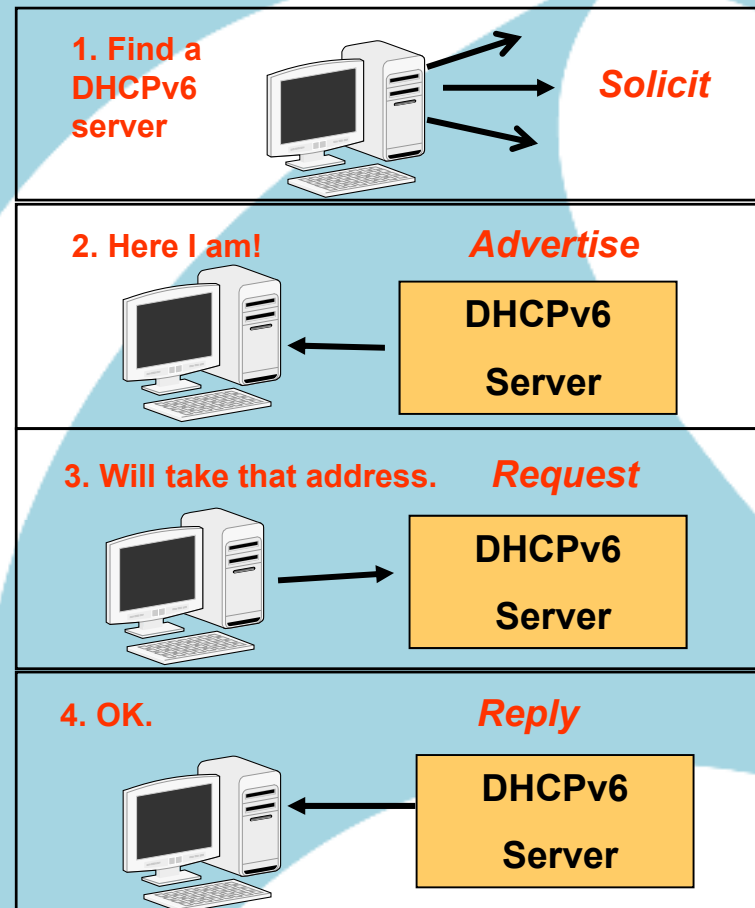 1. Find a
DHCPv6
server
Solicit
2. Here I am!
Advertise
DHCPv6
Server
3. Will take that address.
Request
DHCPv6
Server
4. OK.
Reply
DHCPv6
Server